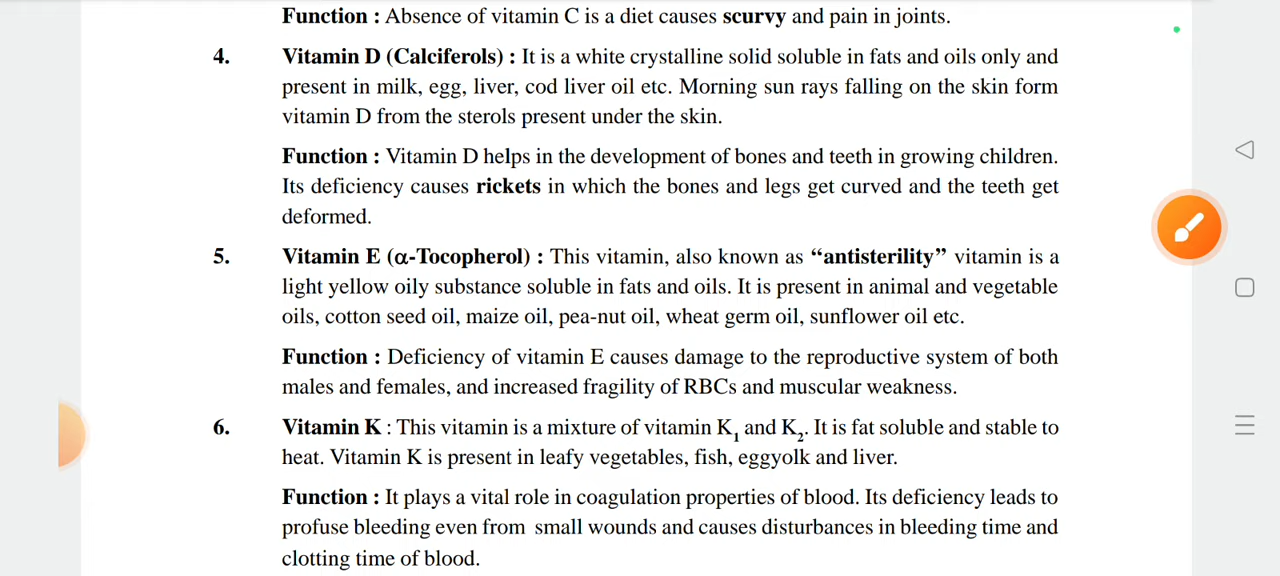 Function : Absence of vitamin C is a diet causes scurvy and pain in joints.
4. Vitamin D (Calciferols) : It is a white crystalline solid soluble in fats and oils only and
present in milk, egg, liver, cod liver oil etc. Morning sun rays falling on the skin form
vitamin D from the sterols present under the skin.
Function : Vitamin D helps in the development of bones and teeth in growing children.
Its deficiency causes rickets in which the bones and legs get curved and the teeth get
deformed.
5. Vitamin E (α-Tocopherol) : This vitamin, also known as “antisterility” vitamin is a
light yellow oily substance soluble in fats and oils. It is present in animal and vegetable
oils, cotton seed oil, maize oil, pea-nut oil, wheat germ oil, sunflower oil etc.
Function : Deficiency of vitamin E causes damage to the reproductive system of both
males and females, and increased fragility of RBCs and muscular weakness.
6. Vitamin K : This vitamin is a mixture of vitamin K₁ and K₂. It is fat soluble and stable to
heat. Vitamin K is present in leafy vegetables, fish, eggyolk and liver.
Function : It plays a vital role in coagulation properties of blood. Its deficiency leads to
profuse bleeding even from small wounds and causes disturbances in bleeding time and
clotting time of blood.